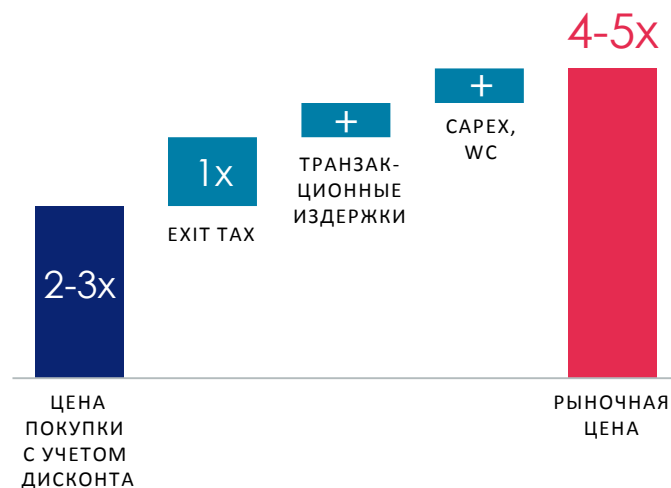 4-5x
+
+
CAPEX,
WC
1x
ТРАНЗАК-
ЦИОННЫЕ
ИЗДЕРЖКИ
EXIT TAX
2-3x
ЦЕНА
ПОКУПКИ
С УЧЕТОМ
ДИСКОНТА
РЫНОЧНАЯ
ЦЕНА